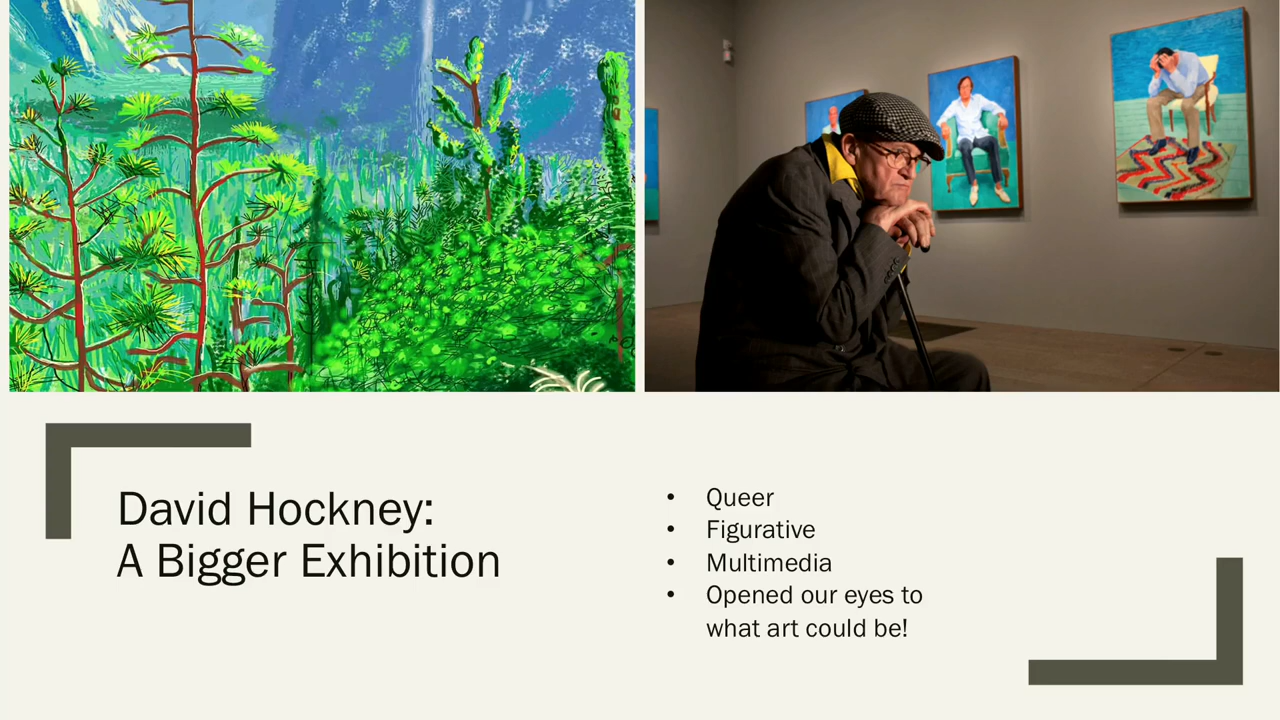 David Hockney:
A Bigger Exhibition
• Queer
• Figurative
• Multimedia
• Opened our eyes to
what art could be!